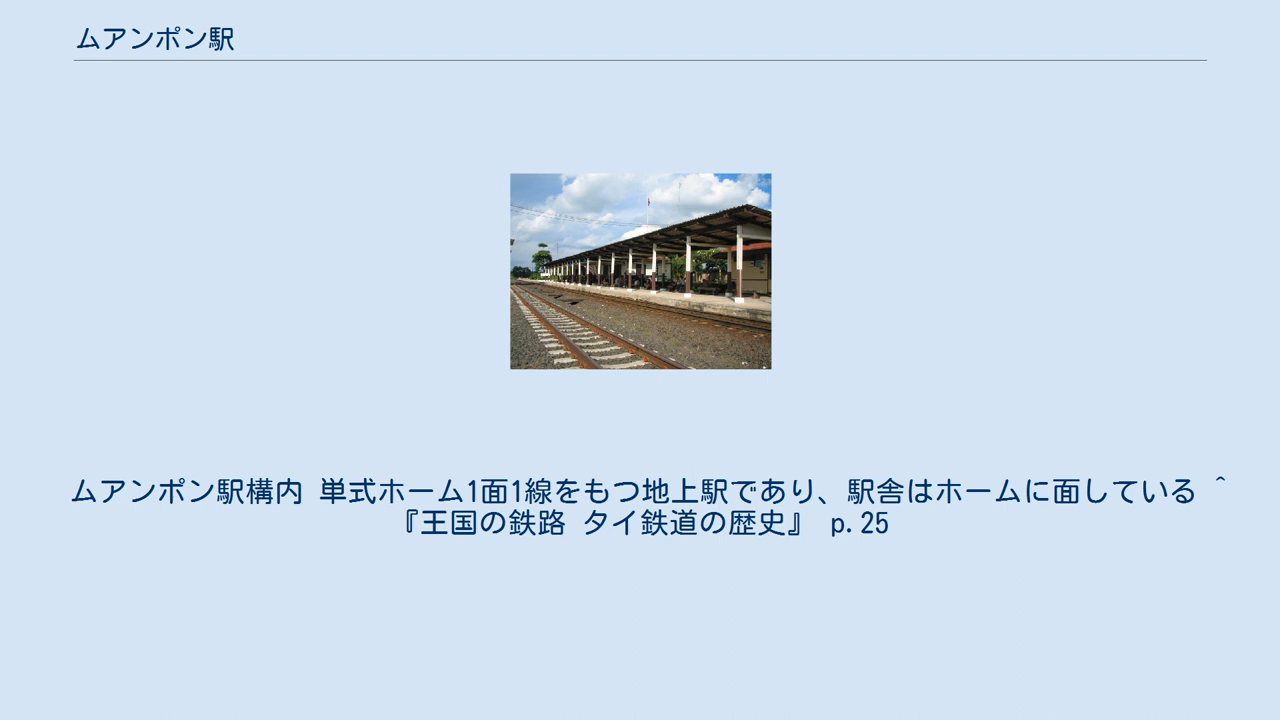 ムアンポン駅
ムアンポン駅構内 単式ホーム1面1線をもつ地上駅であり、駅舎はホームに面している ^
『王国の鉄路 タイ鉄道の歴史』 p.25